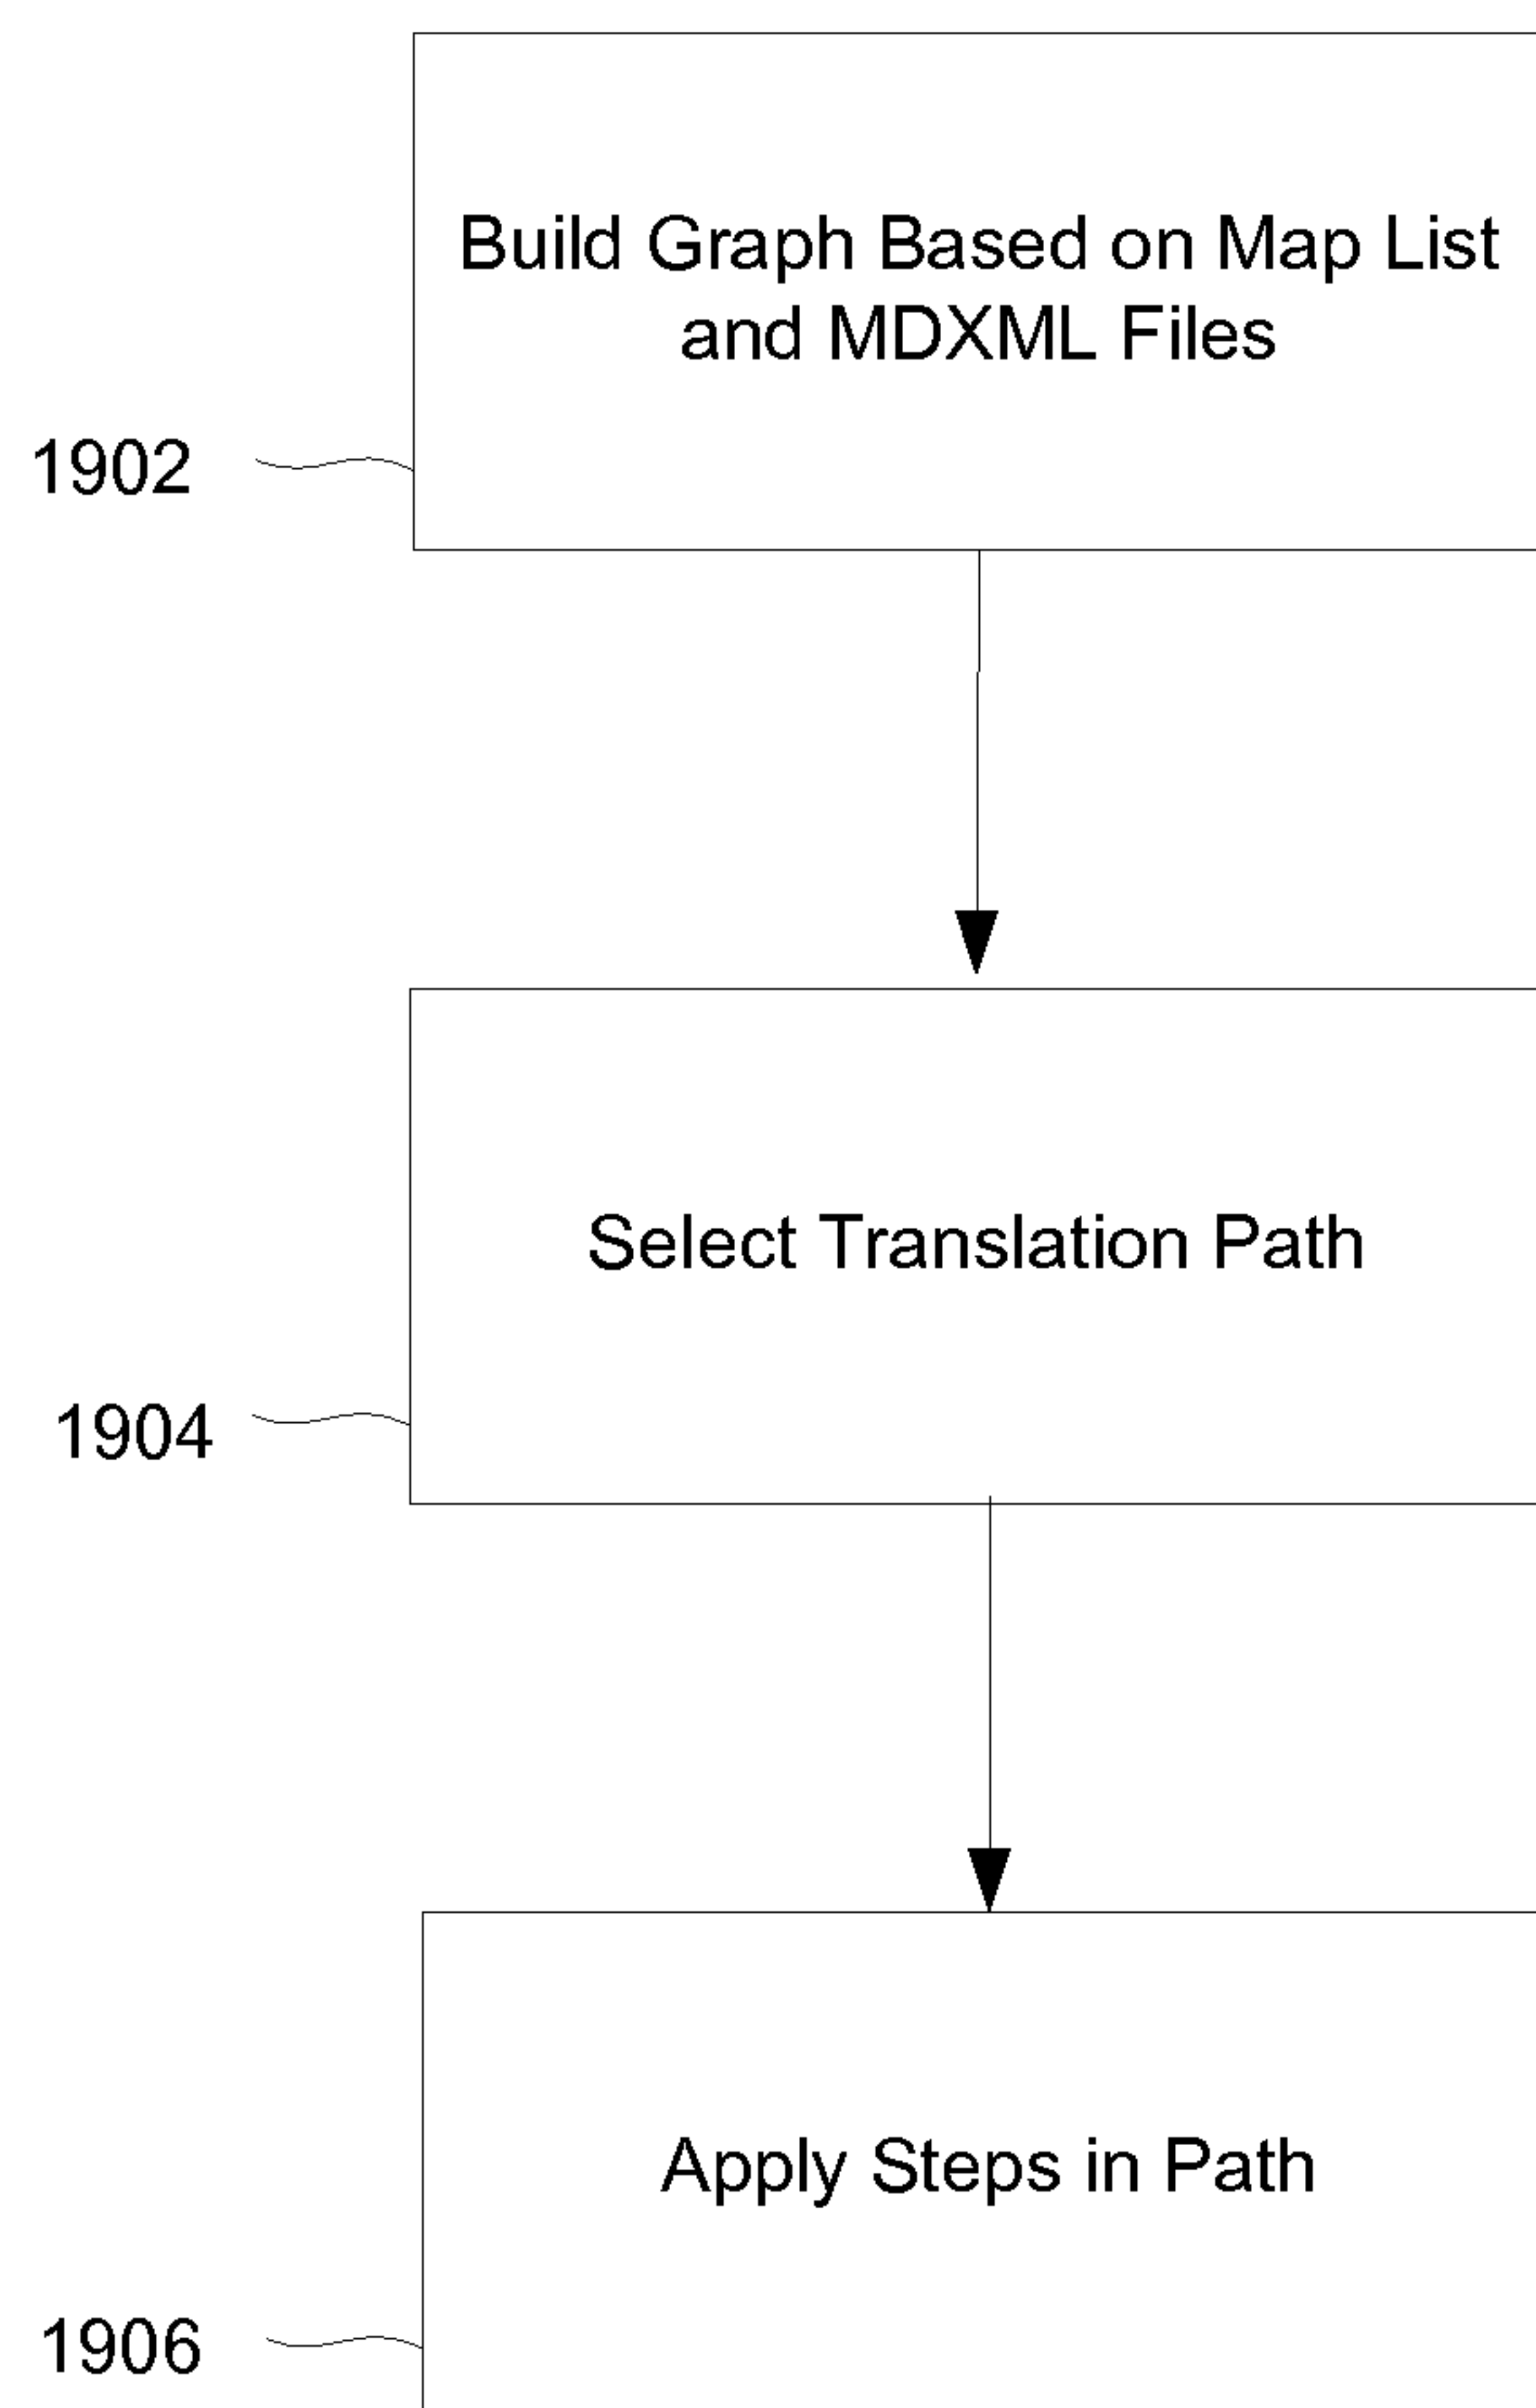 Build Graph Based on Map List
and MDXML Files
1902
Select Translation Path
1904
Apply Steps in Path
1906